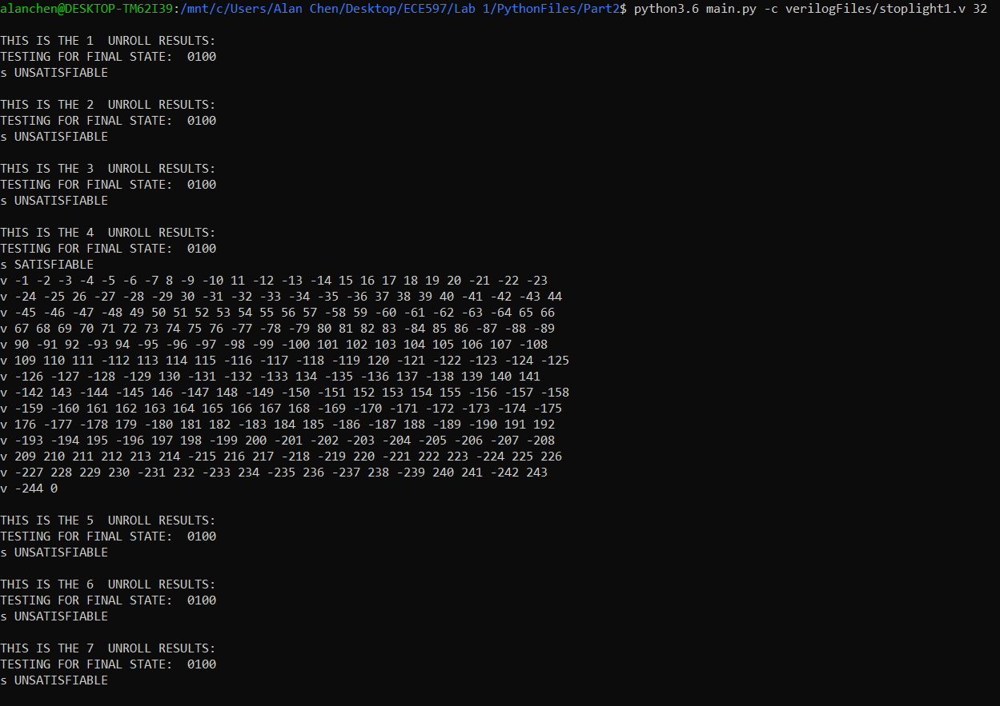 alanchen@DESKTOP-TM62I39:/mnt/c/Users/Alan Chen/Desktop/ECE597/Lab 1/PythonFiles/Part2$ python3.6 main.py -c verilogFiles/stoplight1.v 32
THIS IS THE 1  UNROLL RESULTS:
TESTING FOR FINAL STATE:  0100
s UNSATISFIABLE
THIS IS THE 2  UNROLL RESULTS:
TESTING FOR FINAL STATE:  0100
s UNSATISFIABLE
THIS IS THE 3  UNROLL RESULTS:
TESTING FOR FINAL STATE:  0100
s UNSATISFIABLE
THIS IS THE 4  UNROLL RESULTS:
TESTING FOR FINAL STATE:  0100
s SATISFIABLE
v -1 -2 -3 -4 -5 -6 -7 8 -9 -10 11 -12 -13 -14 15 16 17 18 19 20 -21 -22 -23
v -24 -25 26 -27 -28 -29 30 -31 -32 -33 -34 -35 -36 37 38 39 40 -41 -42 -43 44
v -45 -46 -47 -48 49 50 51 52 53 54 55 56 57 -58 59 -60 -61 -62 -63 -64 65 66
v 67 68 69 70 71 72 73 74 75 76 -77 -78 -79 80 81 82 83 -84 85 86 -87 -88 -89
v 90 -91 92 -93 94 -95 -96 -97 -98 -99 -100 101 102 103 104 105 106 107 -108
v 109 110 111 -112 113 114 115 -116 -117 -118 -119 120 -121 -122 -123 -124 -125
v -126 -127 -128 -129 130 -131 -132 -133 134 -135 -136 137 -138 139 140 141
v -142 143 -144 -145 146 -147 148 -149 -150 -151 152 153 154 155 -156 -157 -158
v -159 -160 161 162 163 164 165 166 167 168 -169 -170 -171 -172 -173 -174 -175
v 176 -177 -178 179 -180 181 182 -183 184 185 -186 -187 188 -189 -190 191 192
v -193 -194 195 -196 197 198 -199 200 -201 -202 -203 -204 -205 -206 -207 -208
v 209 210 211 212 213 214 -215 216 217 -218 -219 220 -221 222 223 -224 225 226
v -227 228 229 230 -231 232 -233 234 -235 236 -237 238 -239 240 241 -242 243
v -244 0
THIS IS THE 5  UNROLL RESULTS:
TESTING FOR FINAL STATE:  0100
s UNSATISFIABLE
THIS IS THE 6  UNROLL RESULTS:
TESTING FOR FINAL STATE:  0100
s UNSATISFIABLE
THIS IS THE 7  UNROLL RESULTS:
TESTING FOR FINAL STATE:  0100
s UNSATISFIABLE